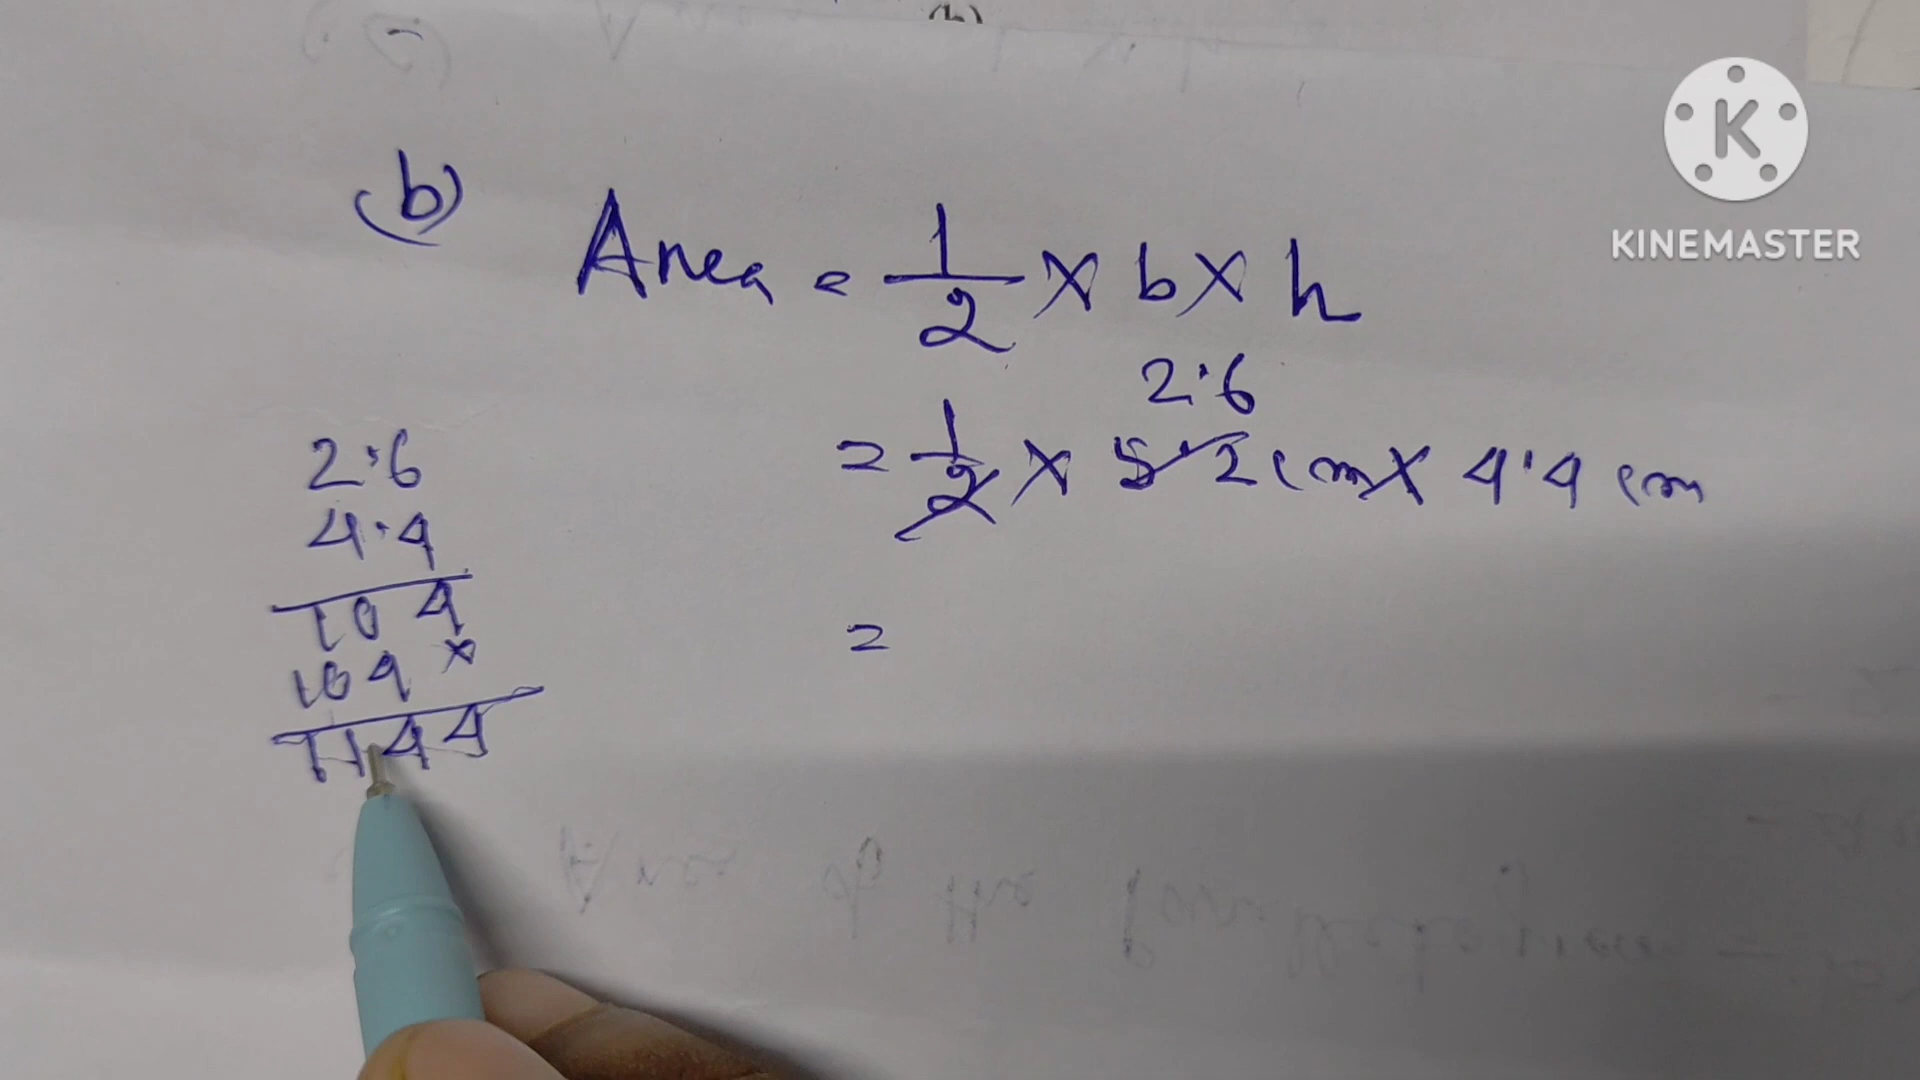 (b)
Area = 1/2 × b × h
2.6
= 1/2 × 5.2 cm × 4.4 cm
=
2.6
4.4
104
104 ×
1144
KINEMASTER